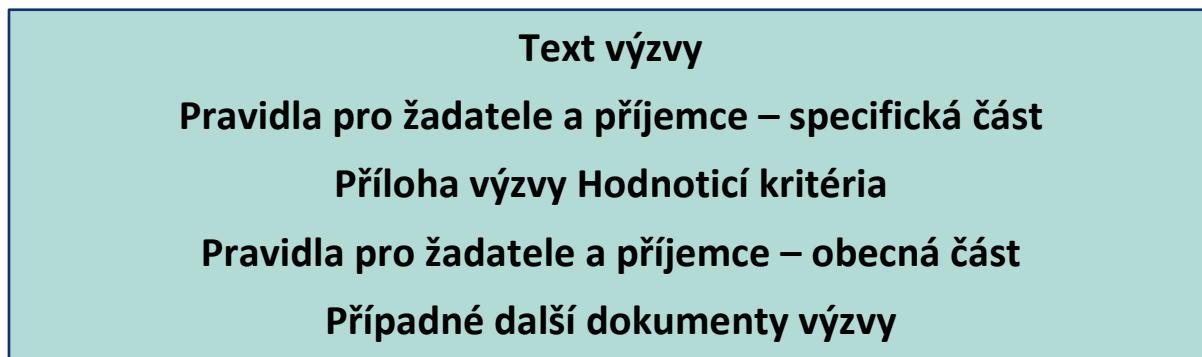 Text výzvy
Pravidla pro žadatele a příjemce – specifická část
Příloha výzvy Hodnoticí kritéria
Pravidla pro žadatele a příjemce – obecná část
Případné další dokumenty výzvy